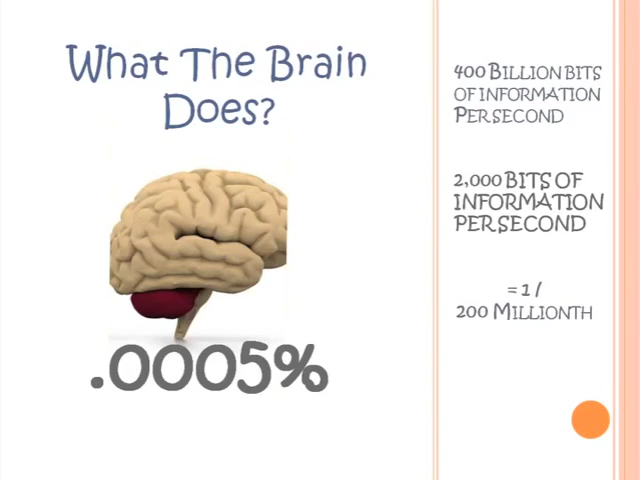 What The Brain
Does?
.0005%
400 BILLION BITS
OF INFORMATION
PER SECOND
2,000 BITS OF
INFORMATION
PER SECOND
= 1 /
200 MILLIONTH